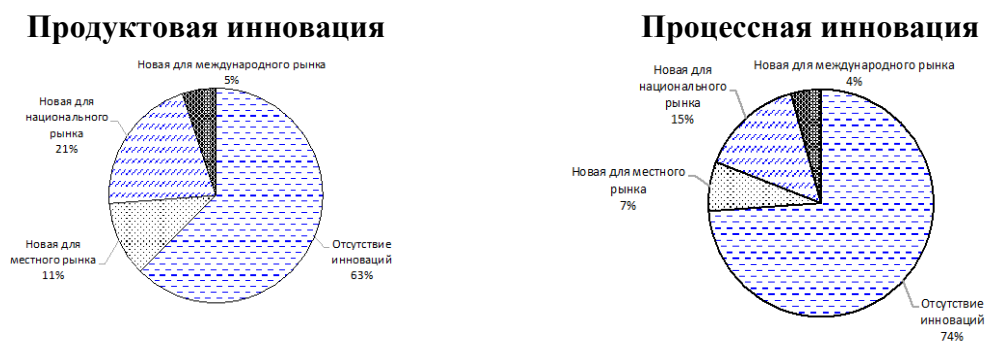 Продуктовая инновация
Новая для международного рынка
5%
Новая для
национального
рынка
21%
Новая для
местного рынка
11%
Отсутствие
инноваций
63%
Процессная инновация
Новая для международного рынка
4%
Новая для
национального
рынка
15%
Новая для местного
рынка
7%
Отсутствие
инноваций
74%